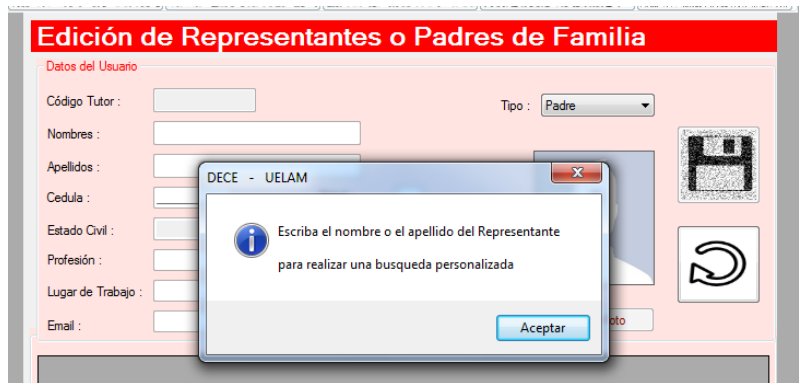 Edición de Representantes o Padres de Familia
Datos del Usuario
Código Tutor :
Tipo : Padre
Nombres :
Apellidos :
Cedula :
Estado Civil :
Profesión :
Lugar de Trabajo :
Email :
oto
DECE - UELAM
Escriba el nombre o el apellido del Representante
para realizar una busqueda personalizada
Aceptar